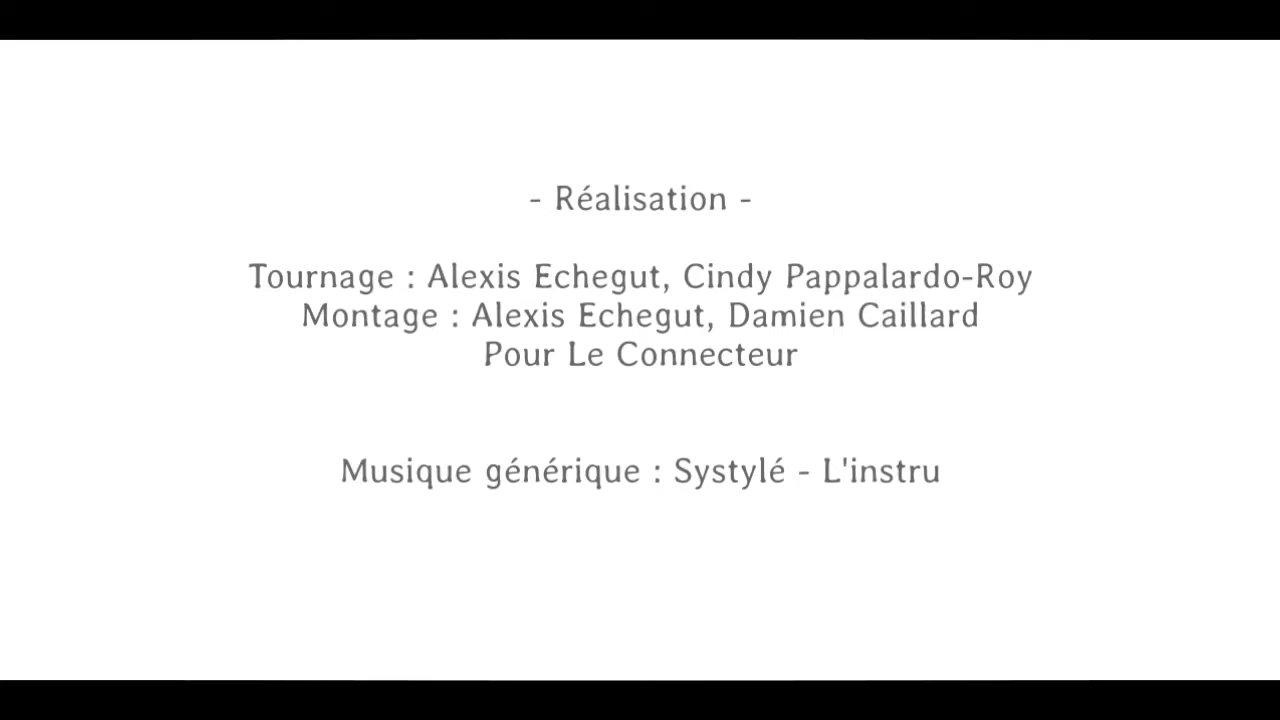 - Réalisation -
Tournage : Alexis Echegut, Cindy Pappalardo-Roy
Montage : Alexis Echegut, Damien Caillard
Pour Le Connecteur
Musique générique : Systylé - L'instru